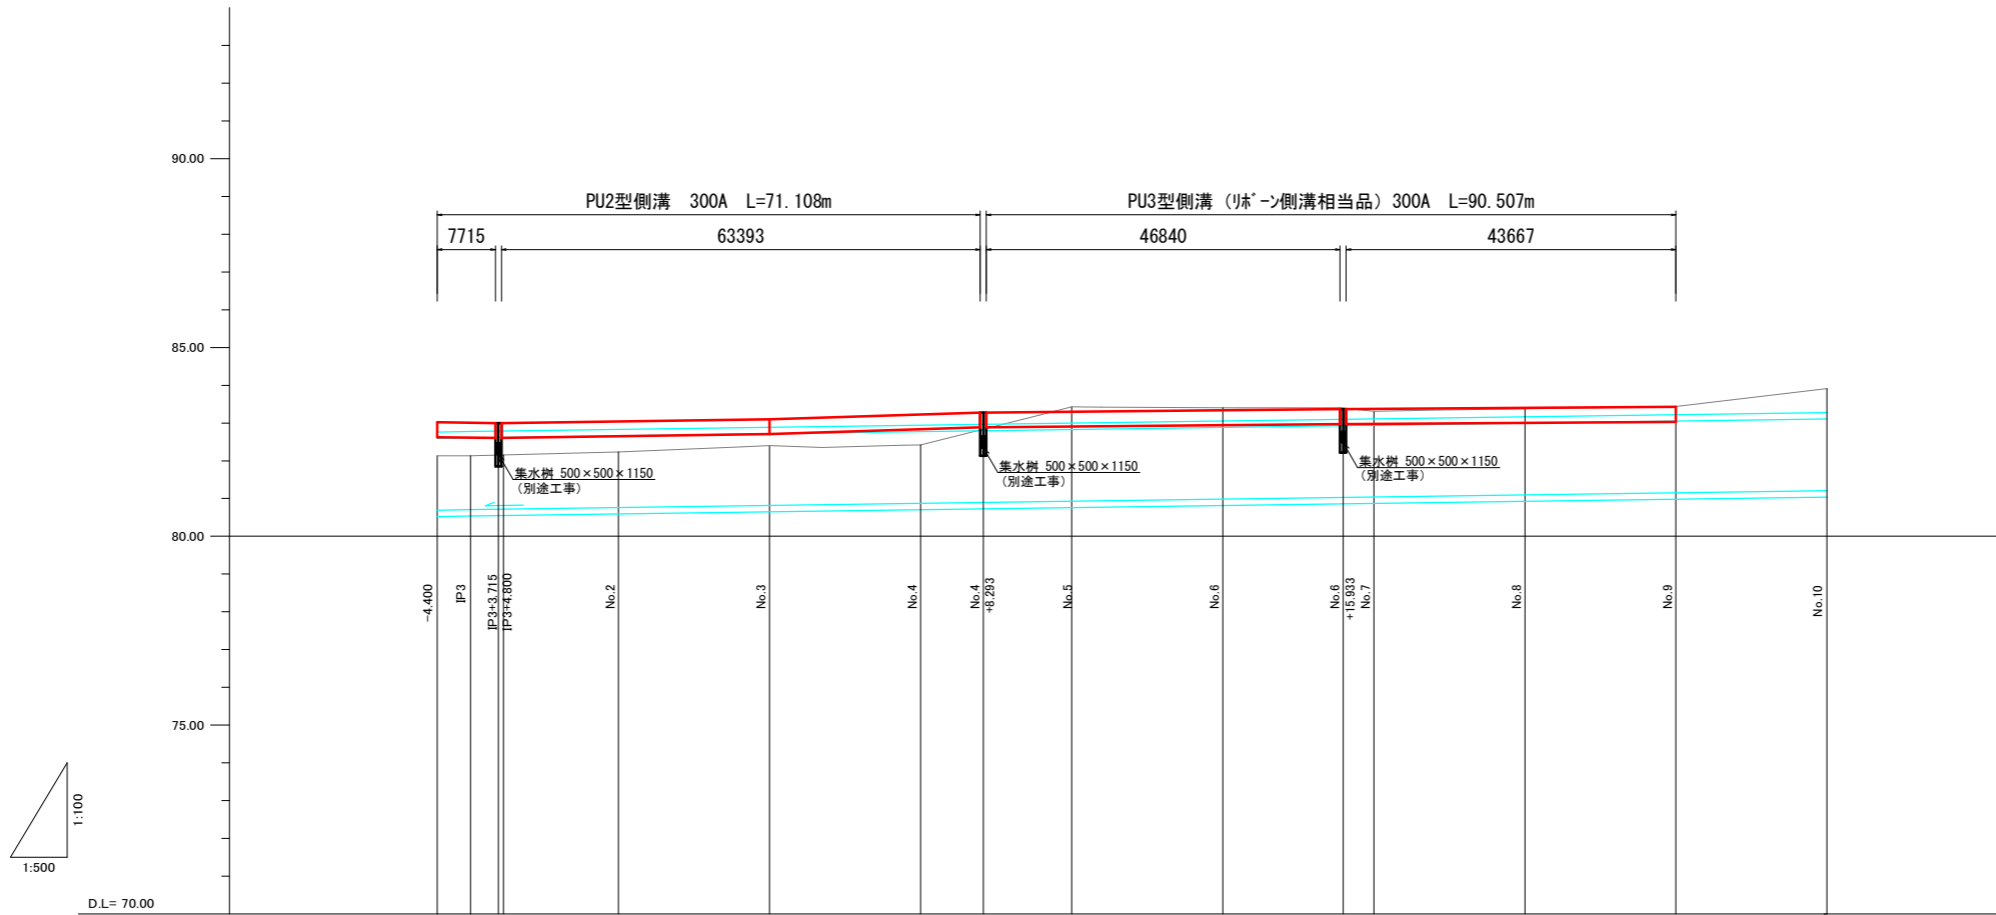 90.00
PU2型側溝　300A　L=71.108m
PU3型側溝（ﾘﾎﾞｰﾝ側溝相当品）300A　L=90.507m
7715
63393
46840
43667
85.00
集水桝 500×500×1150
（別途工事）
集水桝 500×500×1150
（別途工事）
集水桝 500×500×1150
（別途工事）
80.00
-4.400
IP3
IP3+3.715
IP3+4.800
No.2
No.3
No.4
No.4
+8.293
No.5
No.6
No.6
+15.933
No.7
No.8
No.9
No.10
75.00
1:100
1:500
D.L= 70.00